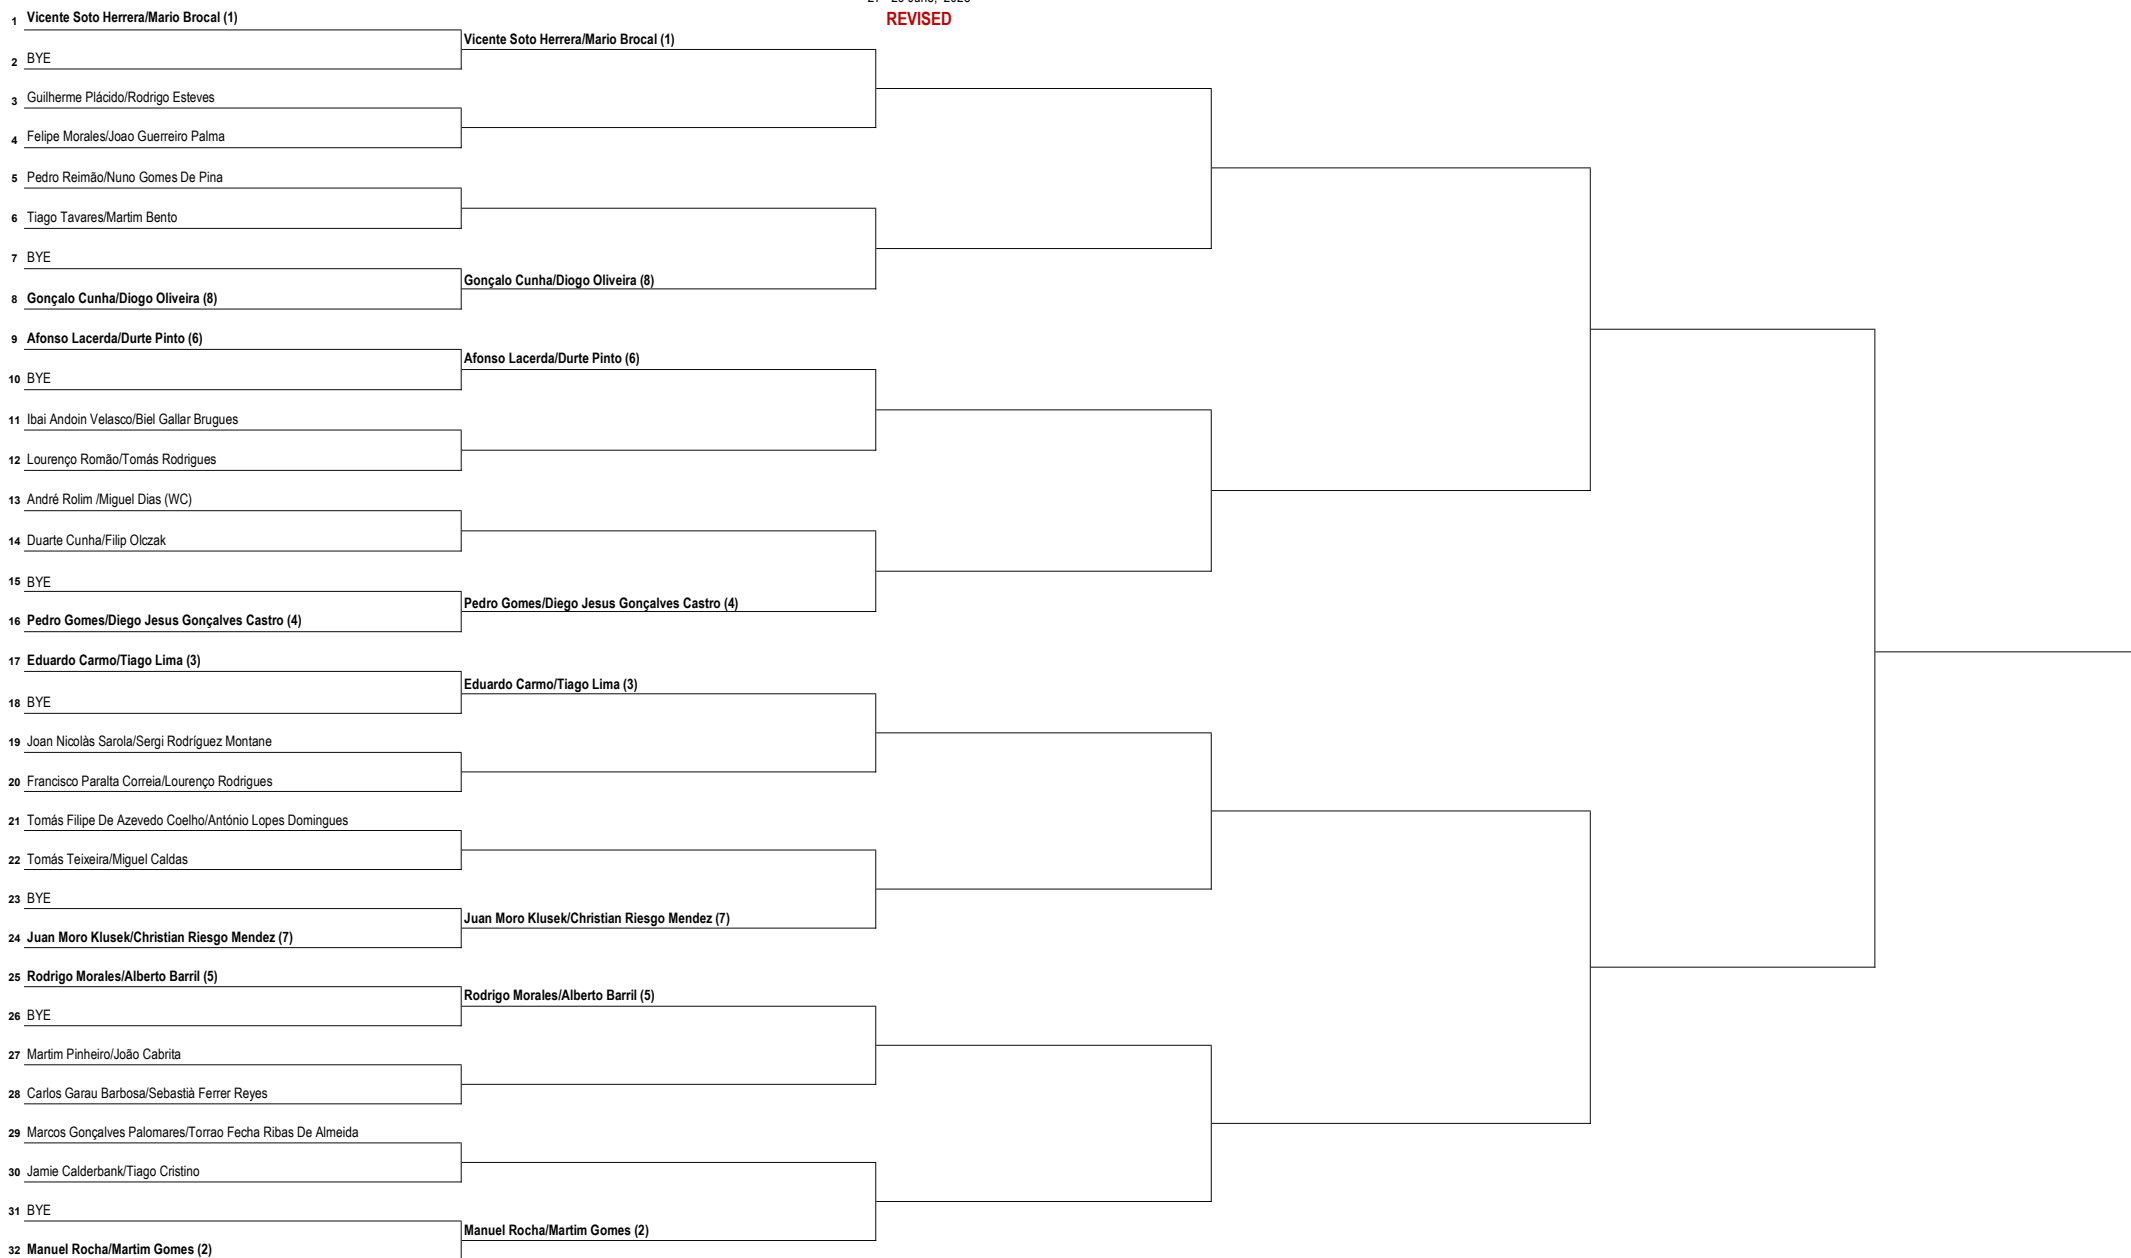 REVISED
1 Vicente Soto Herrera/Mario Brocal (1)
Vicente Soto Herrera/Mario Brocal (1)
2 BYE
3 Guilherme Plácido/Rodrigo Esteves
4 Felipe Morales/Joao Guerreiro Palma
5 Pedro Reimão/Nuno Gomes De Pina
6 Tiago Tavares/Martim Bento
7 BYE
Gonçalo Cunha/Diogo Oliveira (8)
8 Gonçalo Cunha/Diogo Oliveira (8)
9 Afonso Lacerda/Durte Pinto (6)
Afonso Lacerda/Durte Pinto (6)
10 BYE
11 Ibai Andoin Velasco/Biel Gallar Brugues
12 Lourenço Romão/Tomás Rodrigues
13 André Rolim /Miguel Dias (WC)
14 Duarte Cunha/Filip Olczak
15 BYE
Pedro Gomes/Diego Jesus Gonçalves Castro (4)
16 Pedro Gomes/Diego Jesus Gonçalves Castro (4)
17 Eduardo Carmo/Tiago Lima (3)
Eduardo Carmo/Tiago Lima (3)
18 BYE
19 Joan Nicolàs Sarola/Sergi Rodríguez Montane
20 Francisco Paralta Correia/Lourenço Rodrigues
21 Tomás Filipe De Azevedo Coelho/António Lopes Domingues
22 Tomás Teixeira/Miguel Caldas
23 BYE
Juan Moro Klusek/Christian Riesgo Mendez (7)
24 Juan Moro Klusek/Christian Riesgo Mendez (7)
25 Rodrigo Morales/Alberto Barril (5)
Rodrigo Morales/Alberto Barril (5)
26 BYE
27 Martim Pinheiro/João Cabrita
28 Carlos Garau Barbosa/Sebastià Ferrer Reyes
29 Marcos Gonçalves Palomares/Torrao Fecha Ribas De Almeida
30 Jamie Calderbank/Tiago Cristino
31 BYE
Manuel Rocha/Martim Gomes (2)
32 Manuel Rocha/Martim Gomes (2)